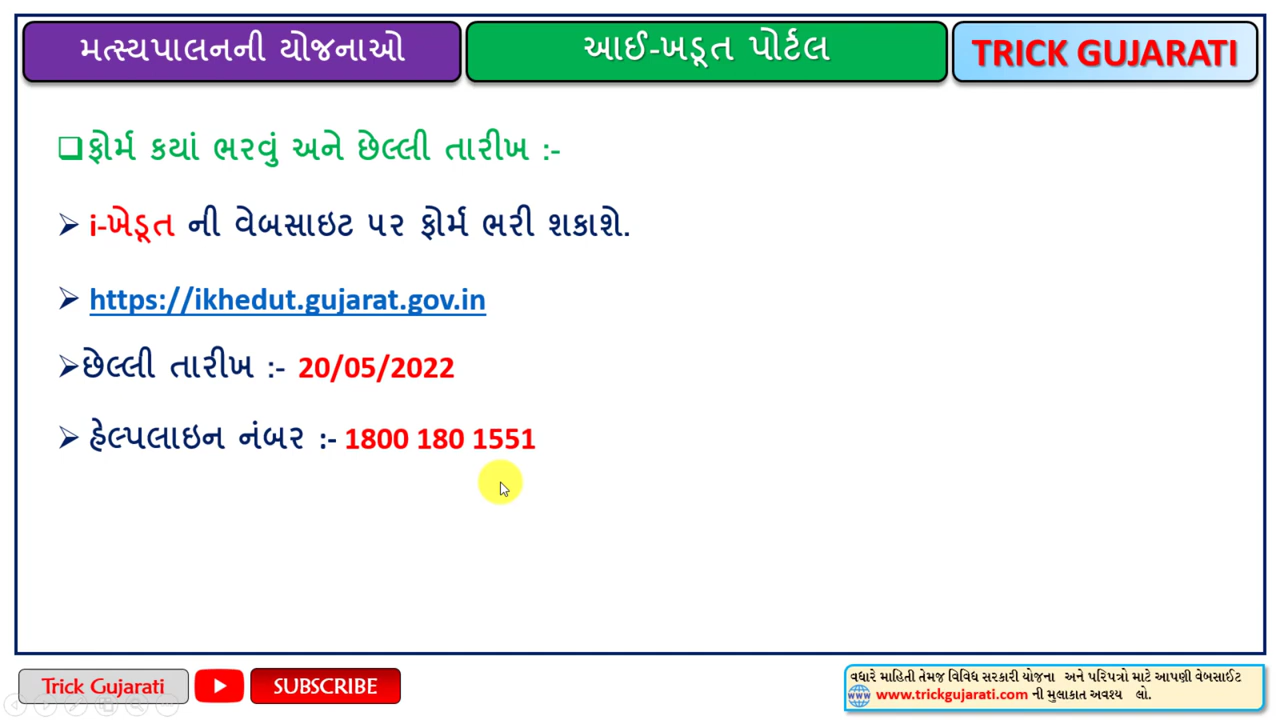 મત્સ્યપાલનની યોજનાઓ
આઈ-ખડૂત પોર્ટલ
TRICK GUJARATI
ફોર્મ કયાં ભરવું અને છેલ્લી તારીખ :-
i-ખેડૂત ની વેબસાઇટ પર ફોર્મ ભરી શકાશે.
https://ikhedut.gujarat.gov.in
છેલ્લી તારીખ :- 20/05/2022
હેલ્પલાઇન નંબર :- 1800 180 1551
Trick Gujarati
SUBSCRIBE
વધારે માહિતી તેમજ વિવિધ સરકારી યોજના અને પરિપત્રો માટે આપણી વેબસાઈટ
www.trickgujarati.com ની મુલાકાત અવશ્ય લો.